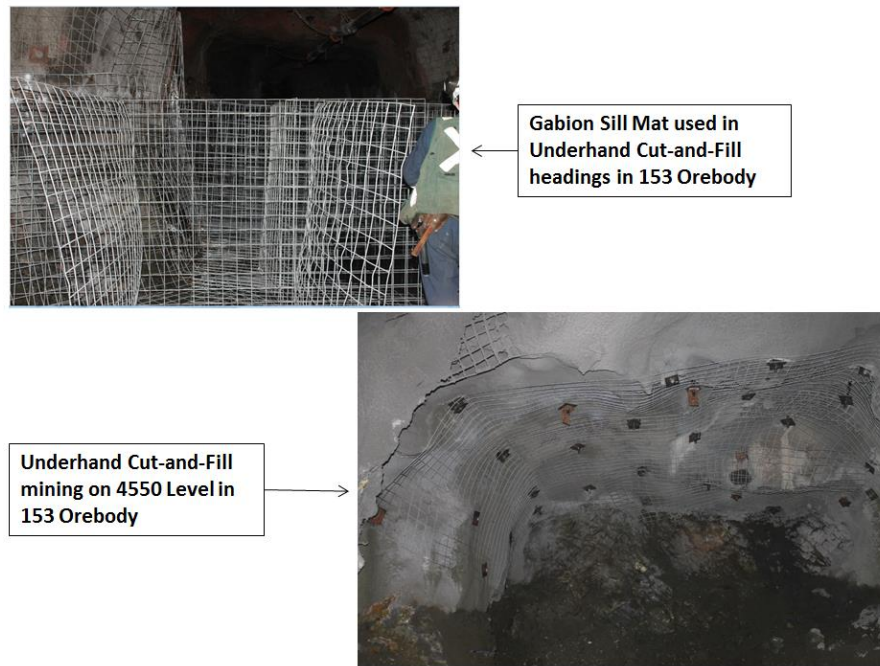 Gabion Sill Mat used in
Underhand Cut-and-Fill
headings in 153 Orebody
Underhand Cut-and-Fill
mining on 4550 Level in
153 Orebody